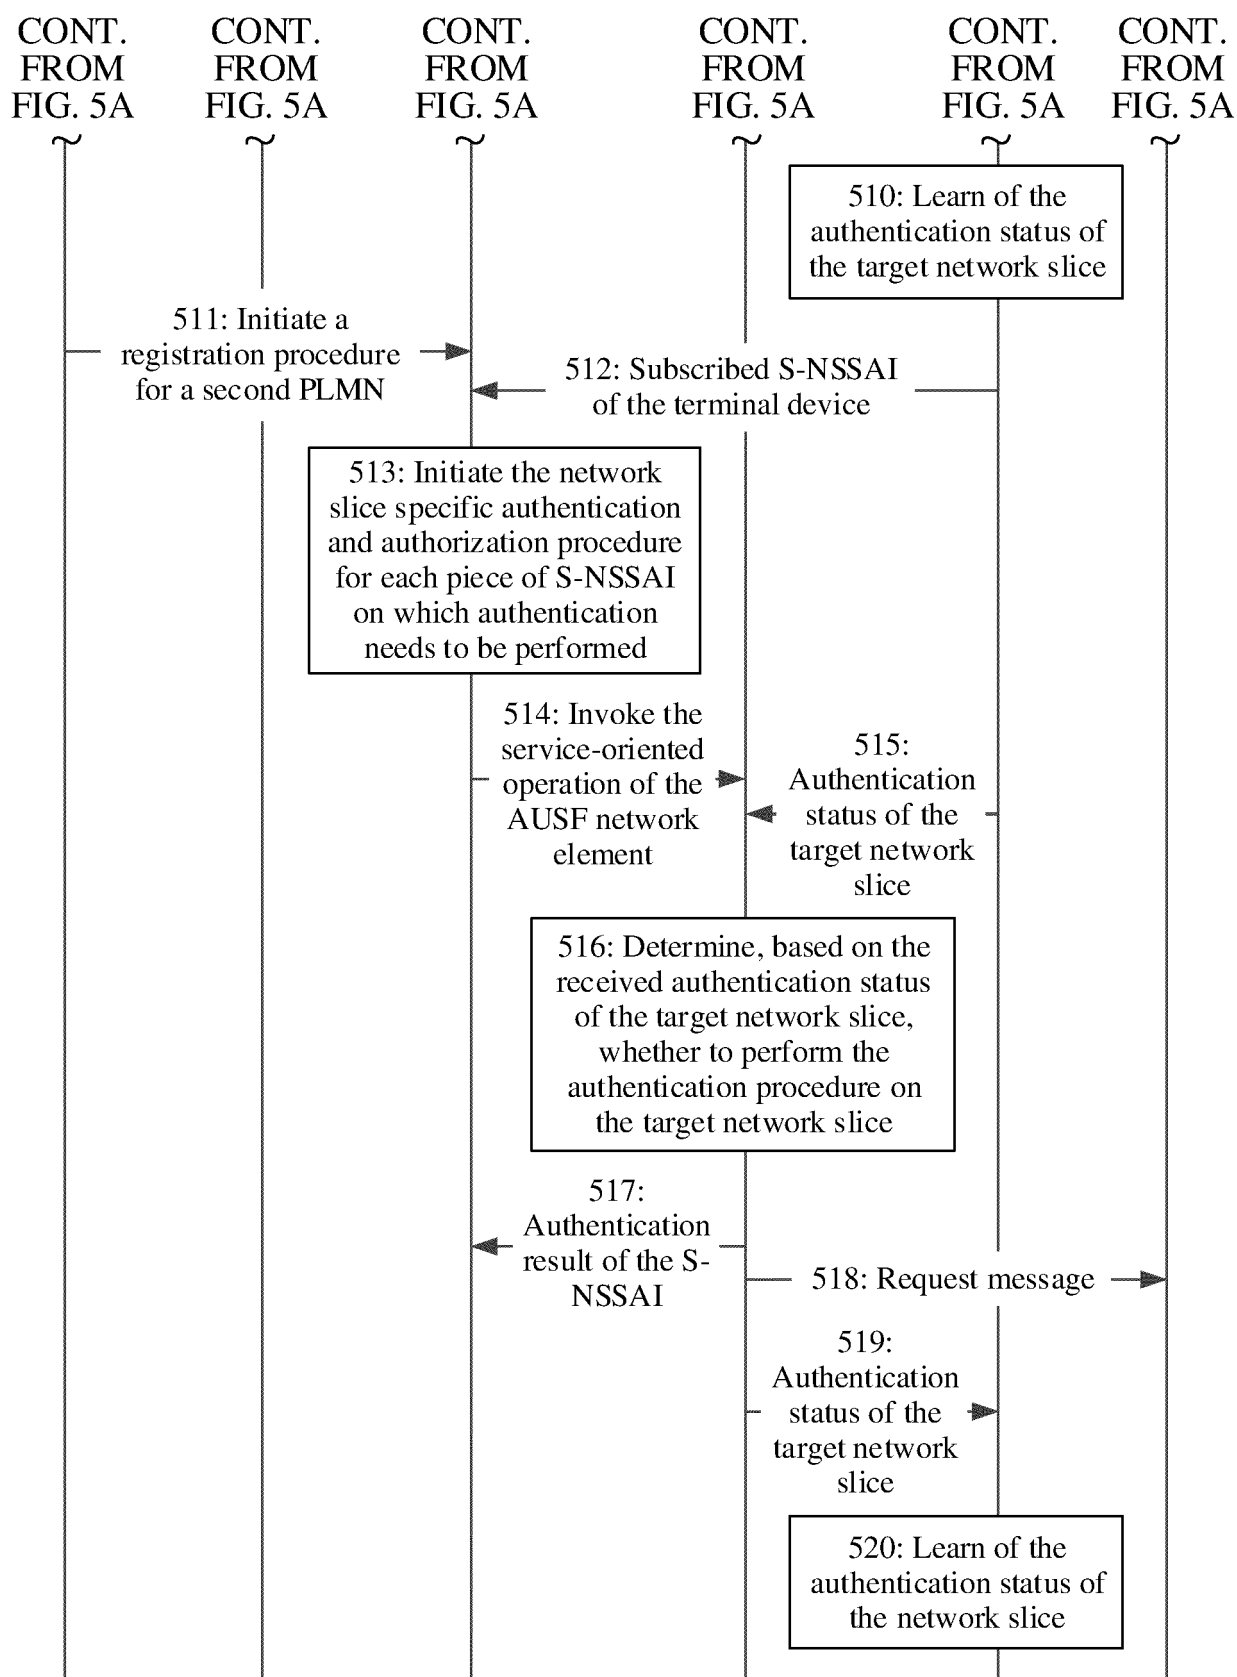 CONT.
FROM
FIG. 5A
CONT.
FROM
FIG. 5A
CONT.
FROM
FIG. 5A
CONT.
FROM
FIG. 5A
CONT.
FROM
FIG. 5A
CONT.
FROM
FIG. 5A
510: Learn of the
authentication status of
the target network slice
511: Initiate a
registration procedure
for a second PLMN
512: Subscribed S-NSSAI
of the terminal device
513: Initiate the network
slice specific authentication
and authorization procedure
for each piece of S-NSSAI
on which authentication
needs to be performed
514: Invoke the
service-oriented
operation of the
AUSF network
element
515:
Authentication
status of the
target network
slice
516: Determine, based on the
received authentication status
of the target network slice,
whether to perform the
authentication procedure on
the target network slice
517:
Authentication
result of the S-
NSSAI
518: Request message
519:
Authentication
status of the
target network
slice
520: Learn of the
authentication status of
the network slice